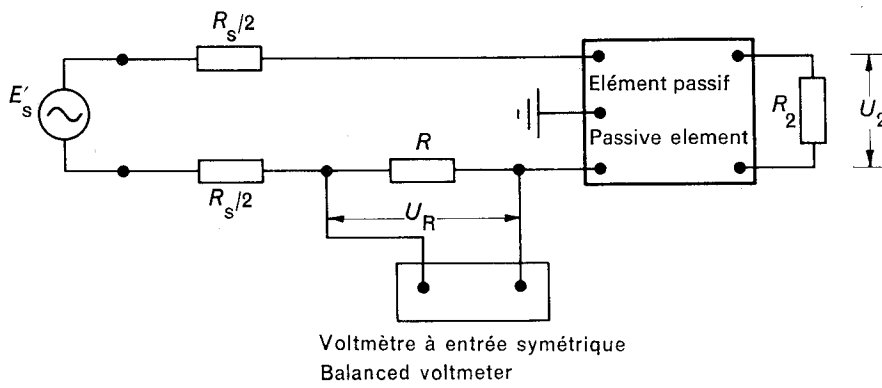 R_s/2
E'_s
Elément passif
R_2
U_2
R
Passive element
R_s/2
U_R
Voltmètre à entrée symétrique
Balanced voltmeter